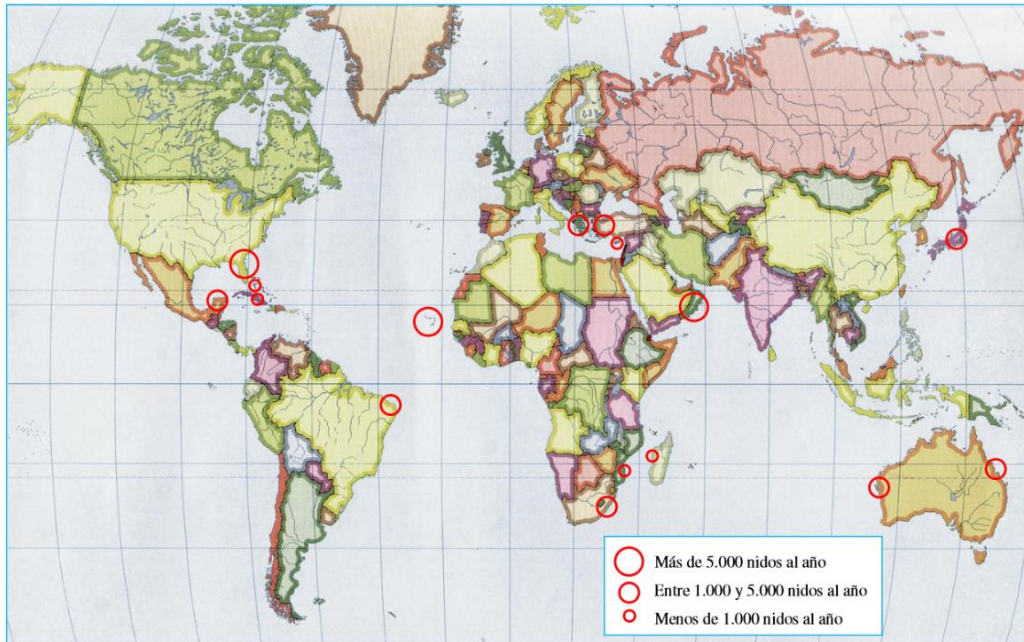 Más de 5.000 nidos al año
Entre 1.000 y 5.000 nidos al año
Menos de 1.000 nidos al año